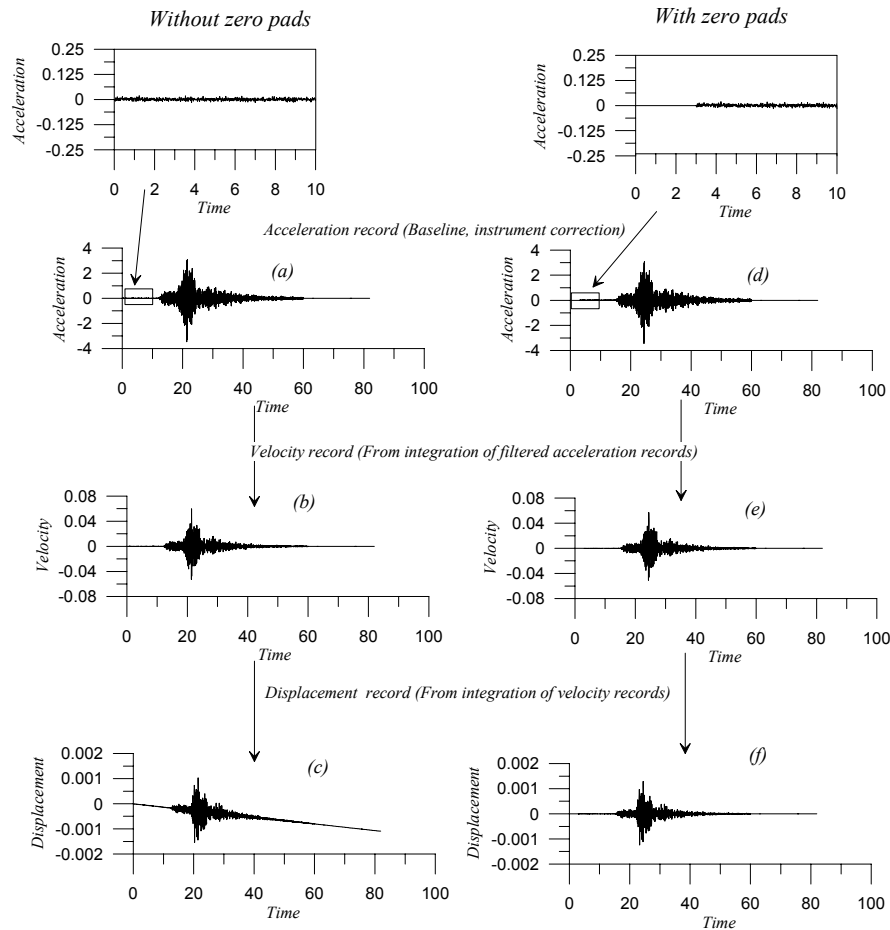 Without zero pads
With zero pads
Acceleration
0.25
0.125
0
-0.125
-0.25
0 2 4 6 8 10
Time
Acceleration
0.25
0.125
0
-0.125
-0.25
0 2 4 6 8 10
Time
Acceleration record (Baseline, instrument correction)
Acceleration
4
2
0
-2
-4
(a)
0 20 40 60 80 100
Time
Acceleration
4
2
0
-2
-4
(d)
0 20 40 60 80 100
Time
Velocity record (From integration of filtered acceleration records)
Velocity
0.08
0.04
0
-0.04
-0.08
(b)
0 20 40 60 80 100
Time
Velocity
0.08
0.04
0
-0.04
-0.08
(e)
0 20 40 60 80 100
Time
Displacement record (From integration of velocity records)
Displacement
0.002
0.001
0
-0.001
-0.002
(c)
0 20 40 60 80 100
Time
Displacement
0.002
0.001
0
-0.001
-0.002
(f)
0 20 40 60 80 100
Time